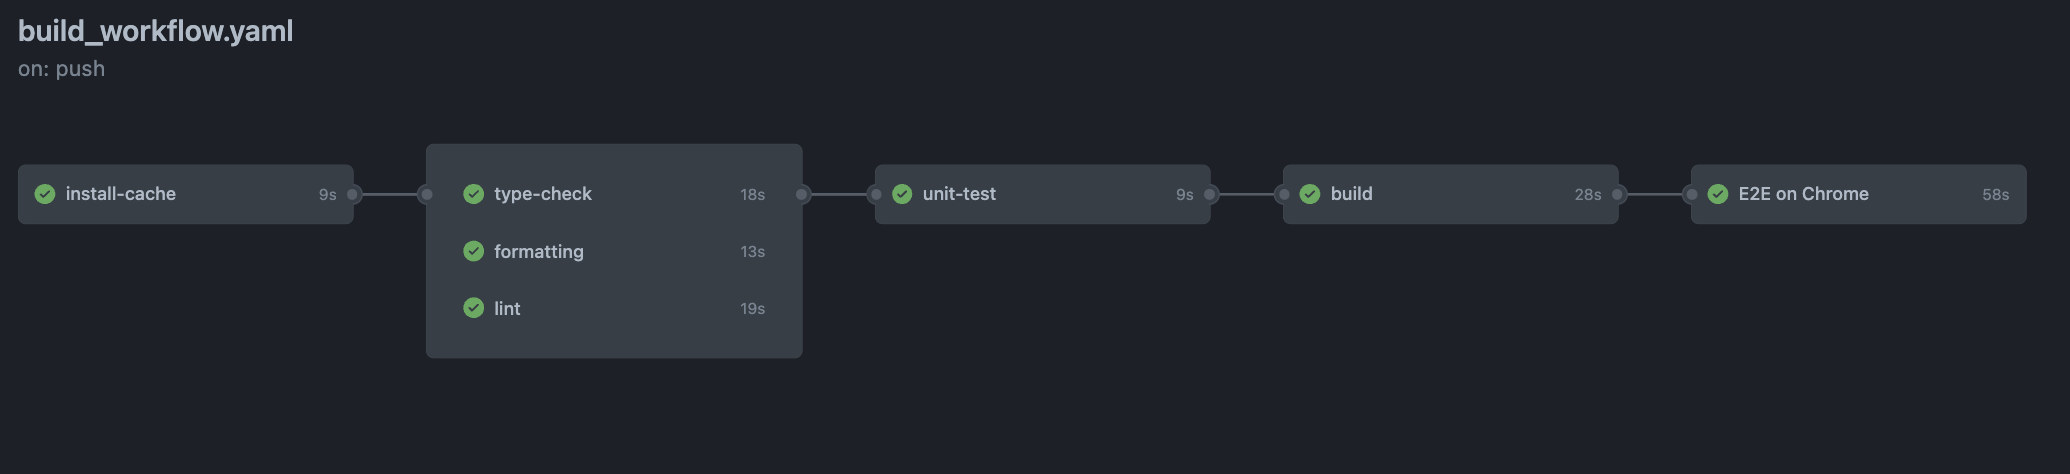 build_workflow.yaml
on: push
install-cache 9s
type-check 18s
formatting 13s
lint 19s
unit-test 9s
build 28s
E2E on Chrome 58s